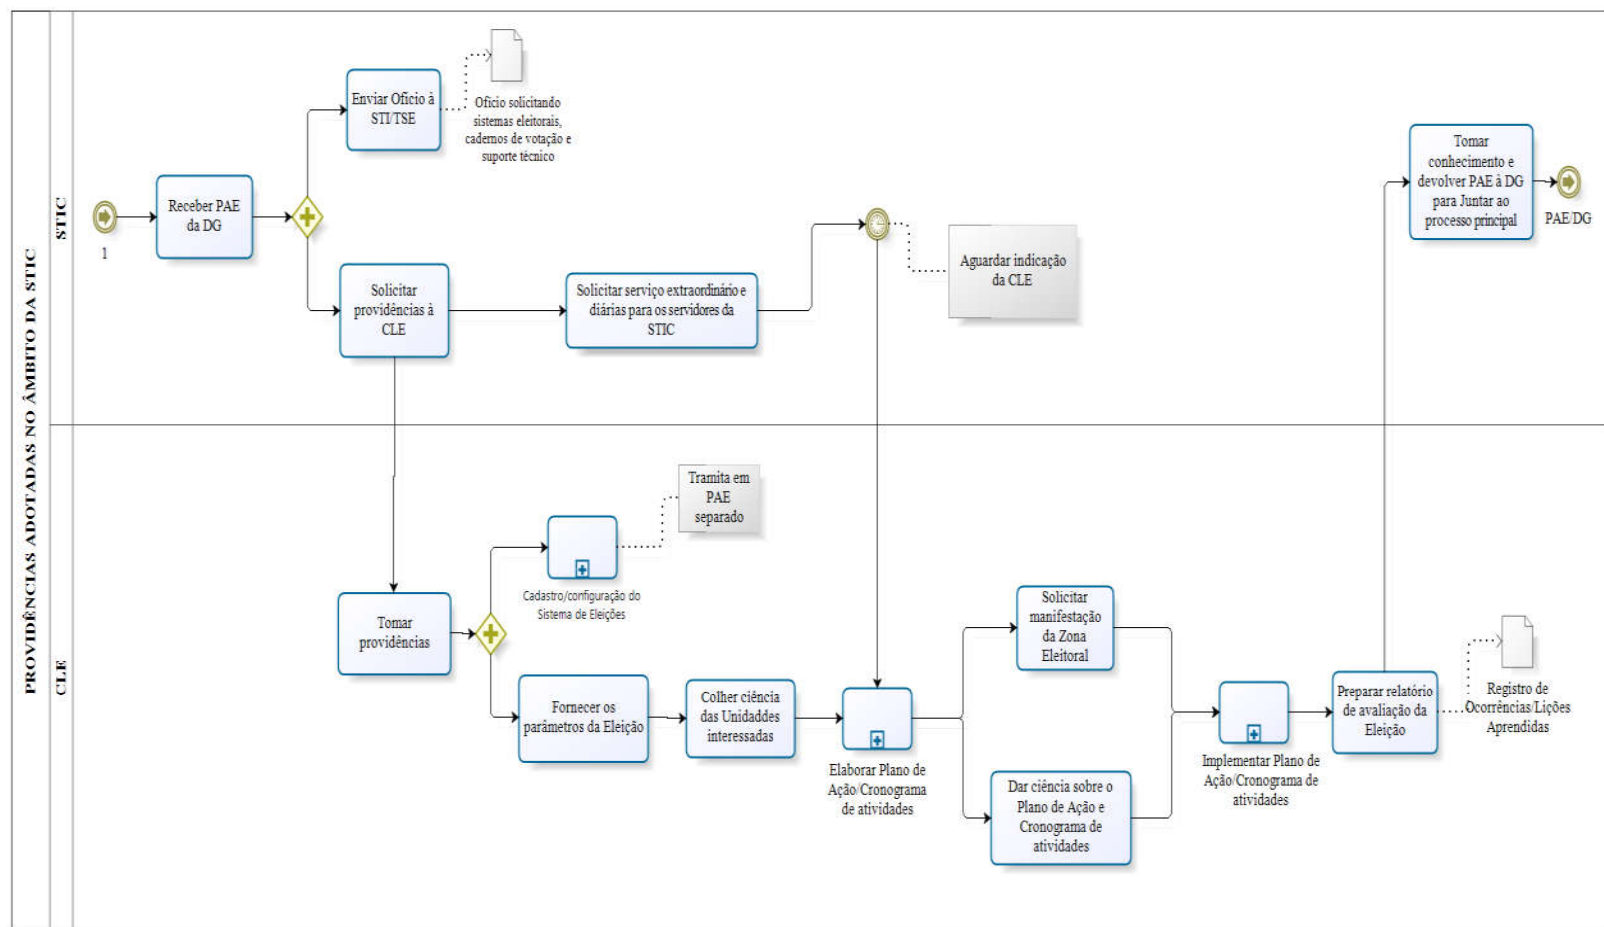 PROVIDÊNCIAS ADOTADAS NO ÂMBITO DA STIC
STIC
1
Receber PAE
da DG
Enviar Ofício à
STI/TSE
Ofício solicitando
sistemas eleitorais,
cadernos de votação e
suporte técnico
Solicitar
providências à
CLE
Solicitar serviço extraordinário e
diárias para os servidores da
STIC
Aguardar indicação
da CLE
Tomar
conhecimento e
devolver PAE à DG
para Juntar ao
processo principal
PAE/DG
CLE
Tomar
providências
Cadastro/configuração do
Sistema de Eleições
Tramita em
PAE
separado
Fornecer os
parâmetros da Eleição
Colher ciência
das Unidaddes
interessadas
Elaborar Plano de
Ação/Cronograma
de atividades
Solicitar
manifestação
da Zona
Eleitoral
Dar ciência sobre o
Plano de Ação e
Cronograma de
atividades
Implementar Plano de
Ação/Cronograma de
atividades
Preparar relatório
de avaliação da
Eleição
Registro de
Ocorrências/Lições
Aprendidas